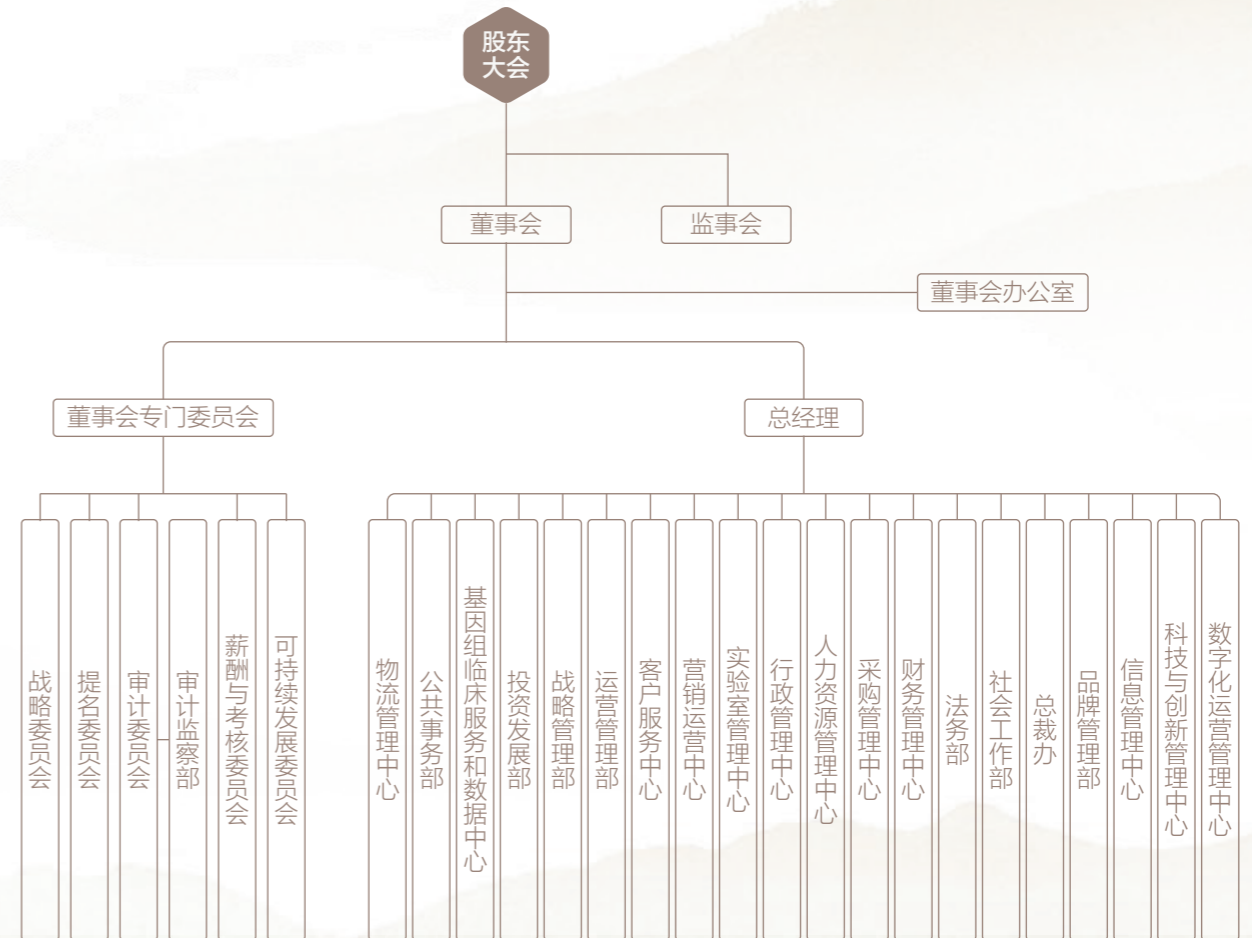 股东
大会
董事会
监事会
董事会办公室
董事会专门委员会
总经理
战略委员会
提名委员会
审计委员会
审计监察部
薪酬与考核委员会
可持续发展委员会
物流管理中心
公共事务部
基因组临床服务和数据中心
投资发展部
战略管理部
运营管理部
客户服务中心
营销运营中心
实验室管理中心
行政管理中心
人力资源管理中心
采购管理中心
财务管理中心
法务部
社会工作部
总裁办
品牌管理部
信息管理中心
科技与创新管理中心
数字化运营管理中心